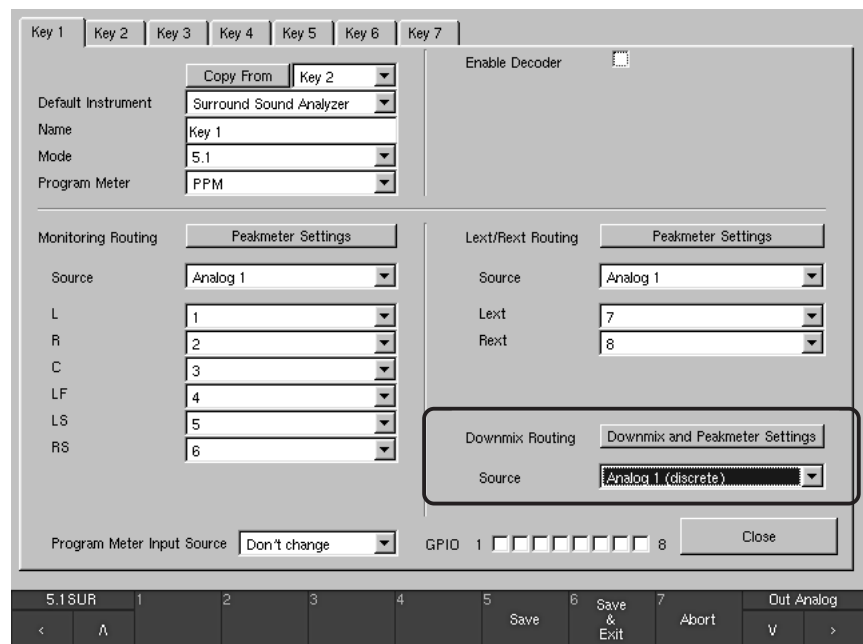 Key 1 Key 2 Key 3 Key 4 Key 5 Key 6 Key 7
Copy From Key 2
Enable Decoder
Default Instrument Surround Sound Analyzer
Name Key 1
Mode 5.1
Program Meter PPM
Monitoring Routing Peakmeter Settings
Source Analog 1
L 1
R 2
C 3
LF 4
LS 5
RS 6
Lext/Rext Routing Peakmeter Settings
Source Analog 1
Lext 7
Rext 8
Downmix Routing Downmix and Peakmeter Settings
Source Analog 1 (discrete)
Program Meter Input Source Don't change
GPIO 1 8
Close
5.1SUR 1 2 3 4 5 6 7 Out Analog
< Λ Save Save & Exit Abort V >